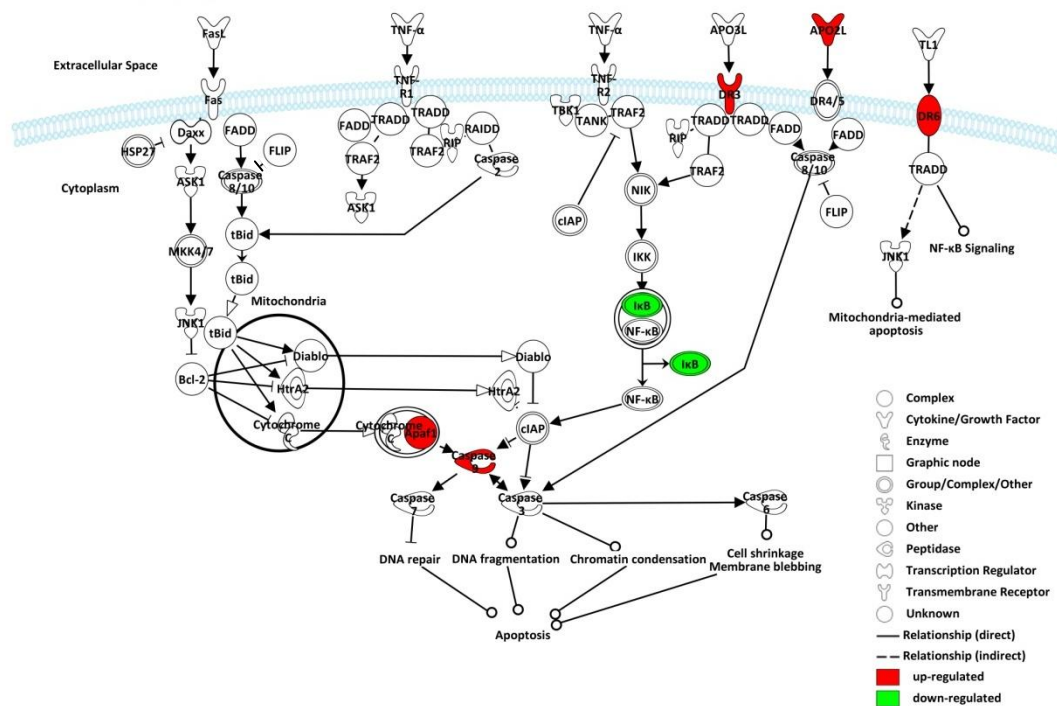 FasL
TNF-α
TNF-α
APO3L
APO2L
TL1
Extracellular Space
Fas
TNF-
R1
TNF-
R2
DR3
DR4/5
DR6
Daxx
HSP27
FADD
FLIP
FADD
TRADD
TRADD
TRAF2
RIP
RAIDD
Caspase
2
TRAF2
ASK1
TBK1
TANK
TRAF2
RIP
TRADD
TRADD
FADD
FADD
Caspase
8/10
FLIP
TRADD
Cytoplasm
ASK1
Caspase
8/10
TRAF2
NIK
cIAP
tBid
MKK4/7
IKK
JNK1
NF-κB Signaling
tBid
Mitochondria
IκB
NF-κB
Mitochondria-mediated
apoptosis
JNK1
tBid
Diablo
Diablo
IκB
Bcl-2
HtrA2
HtrA2
NF-κB
Cytochrome
C
Cytochrome
C
Apaf1
cIAP
Caspase
9
Caspase
7
Caspase
3
Caspase
6
DNA repair
DNA fragmentation
Chromatin condensation
Cell shrinkage
Membrane blebbing
Apoptosis
Complex
Cytokine/Growth Factor
Enzyme
Graphic node
Group/Complex/Other
Kinase
Other
Peptidase
Transcription Regulator
Transmembrane Receptor
Unknown
Relationship (direct)
Relationship (indirect)
up-regulated
down-regulated